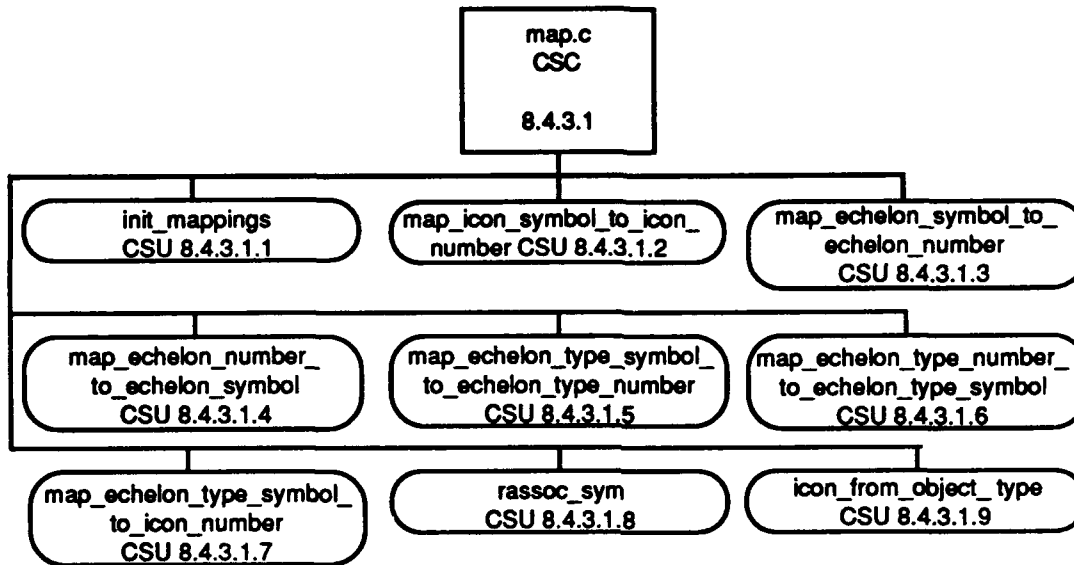 map.c
CSC
8.4.3.1
init_mappings
CSU 8.4.3.1.1
map_icon_symbol_to_icon_
number CSU 8.4.3.1.2
map_echelon_symbol_to_
echelon_number
CSU 8.4.3.1.3
map_echelon_number_
to_echelon_symbol
CSU 8.4.3.1.4
map_echelon_type_symbol_
to_echelon_type_number
CSU 8.4.3.1.5
map_echelon_type_number_
to_echelon_type_symbol
CSU 8.4.3.1.6
map_echelon_type_symbol_
to_icon_number
CSU 8.4.3.1.7
rassoc_sym
CSU 8.4.3.1.8
icon_from_object_type
CSU 8.4.3.1.9